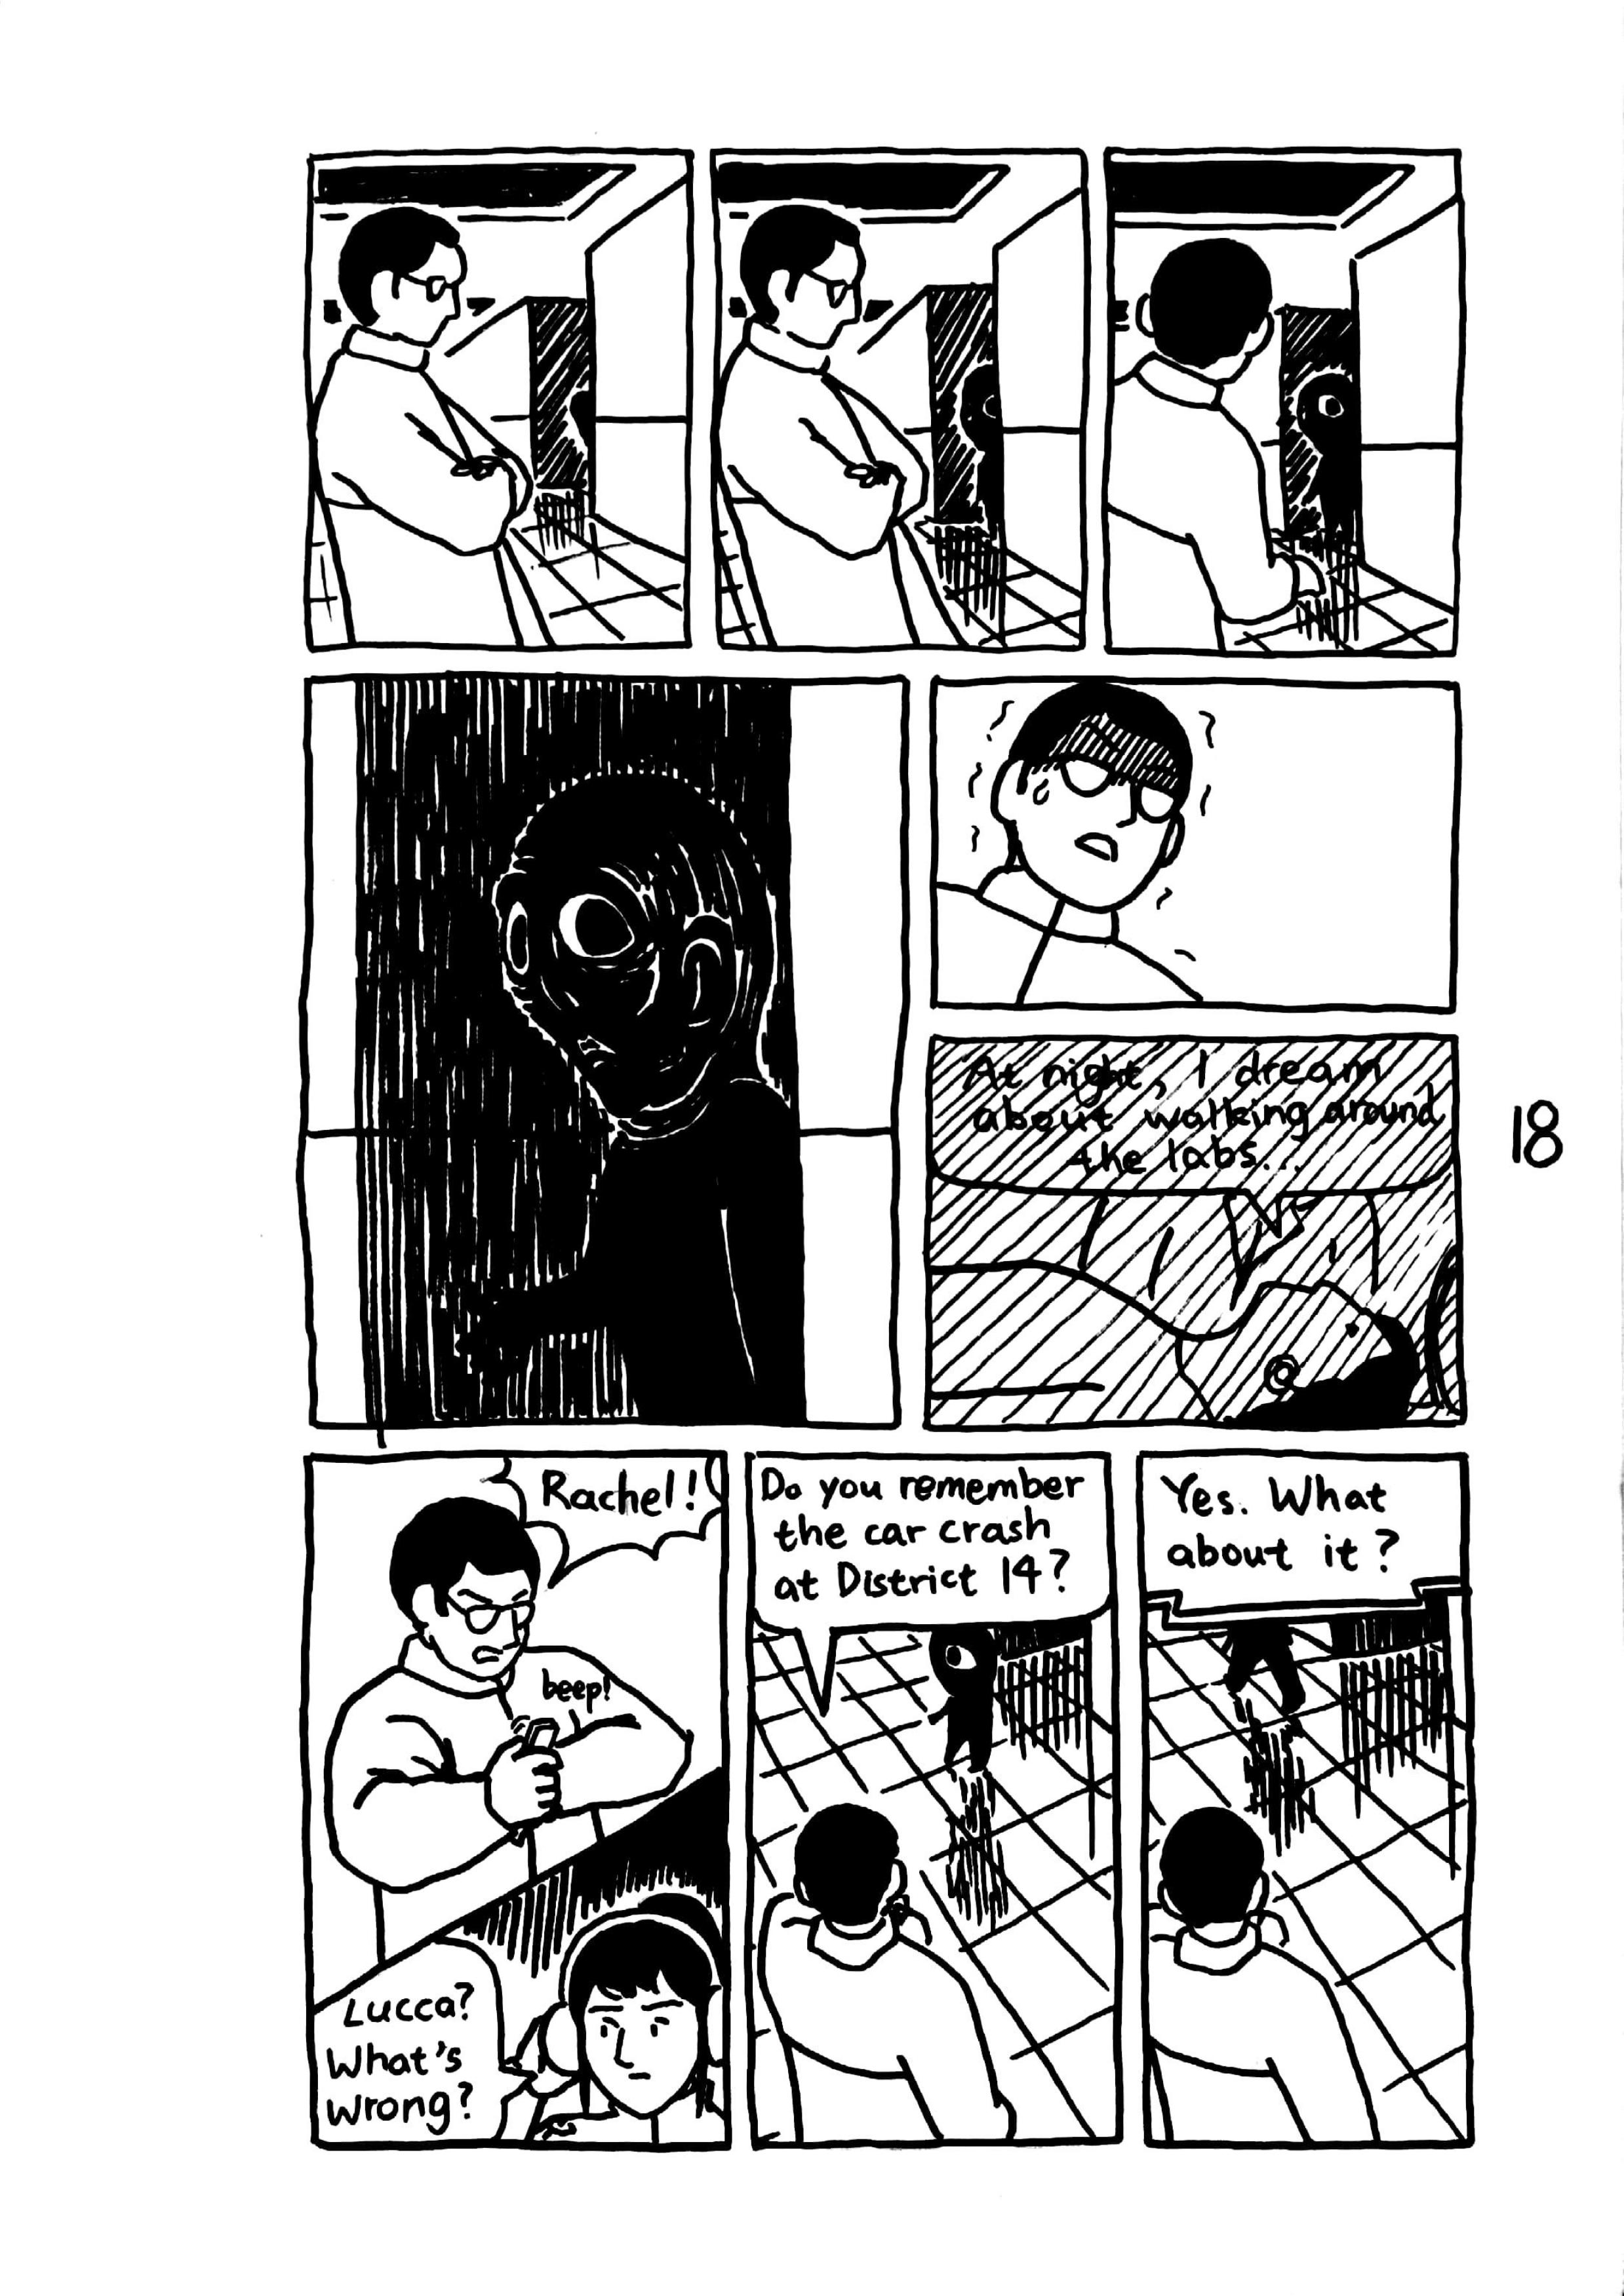 At night, I dream
about walking around
the labs...
18
Rachel!
beep!
Lucca?
What's
wrong?
Do you remember
the car crash
at District 14?
Yes. What
about it?